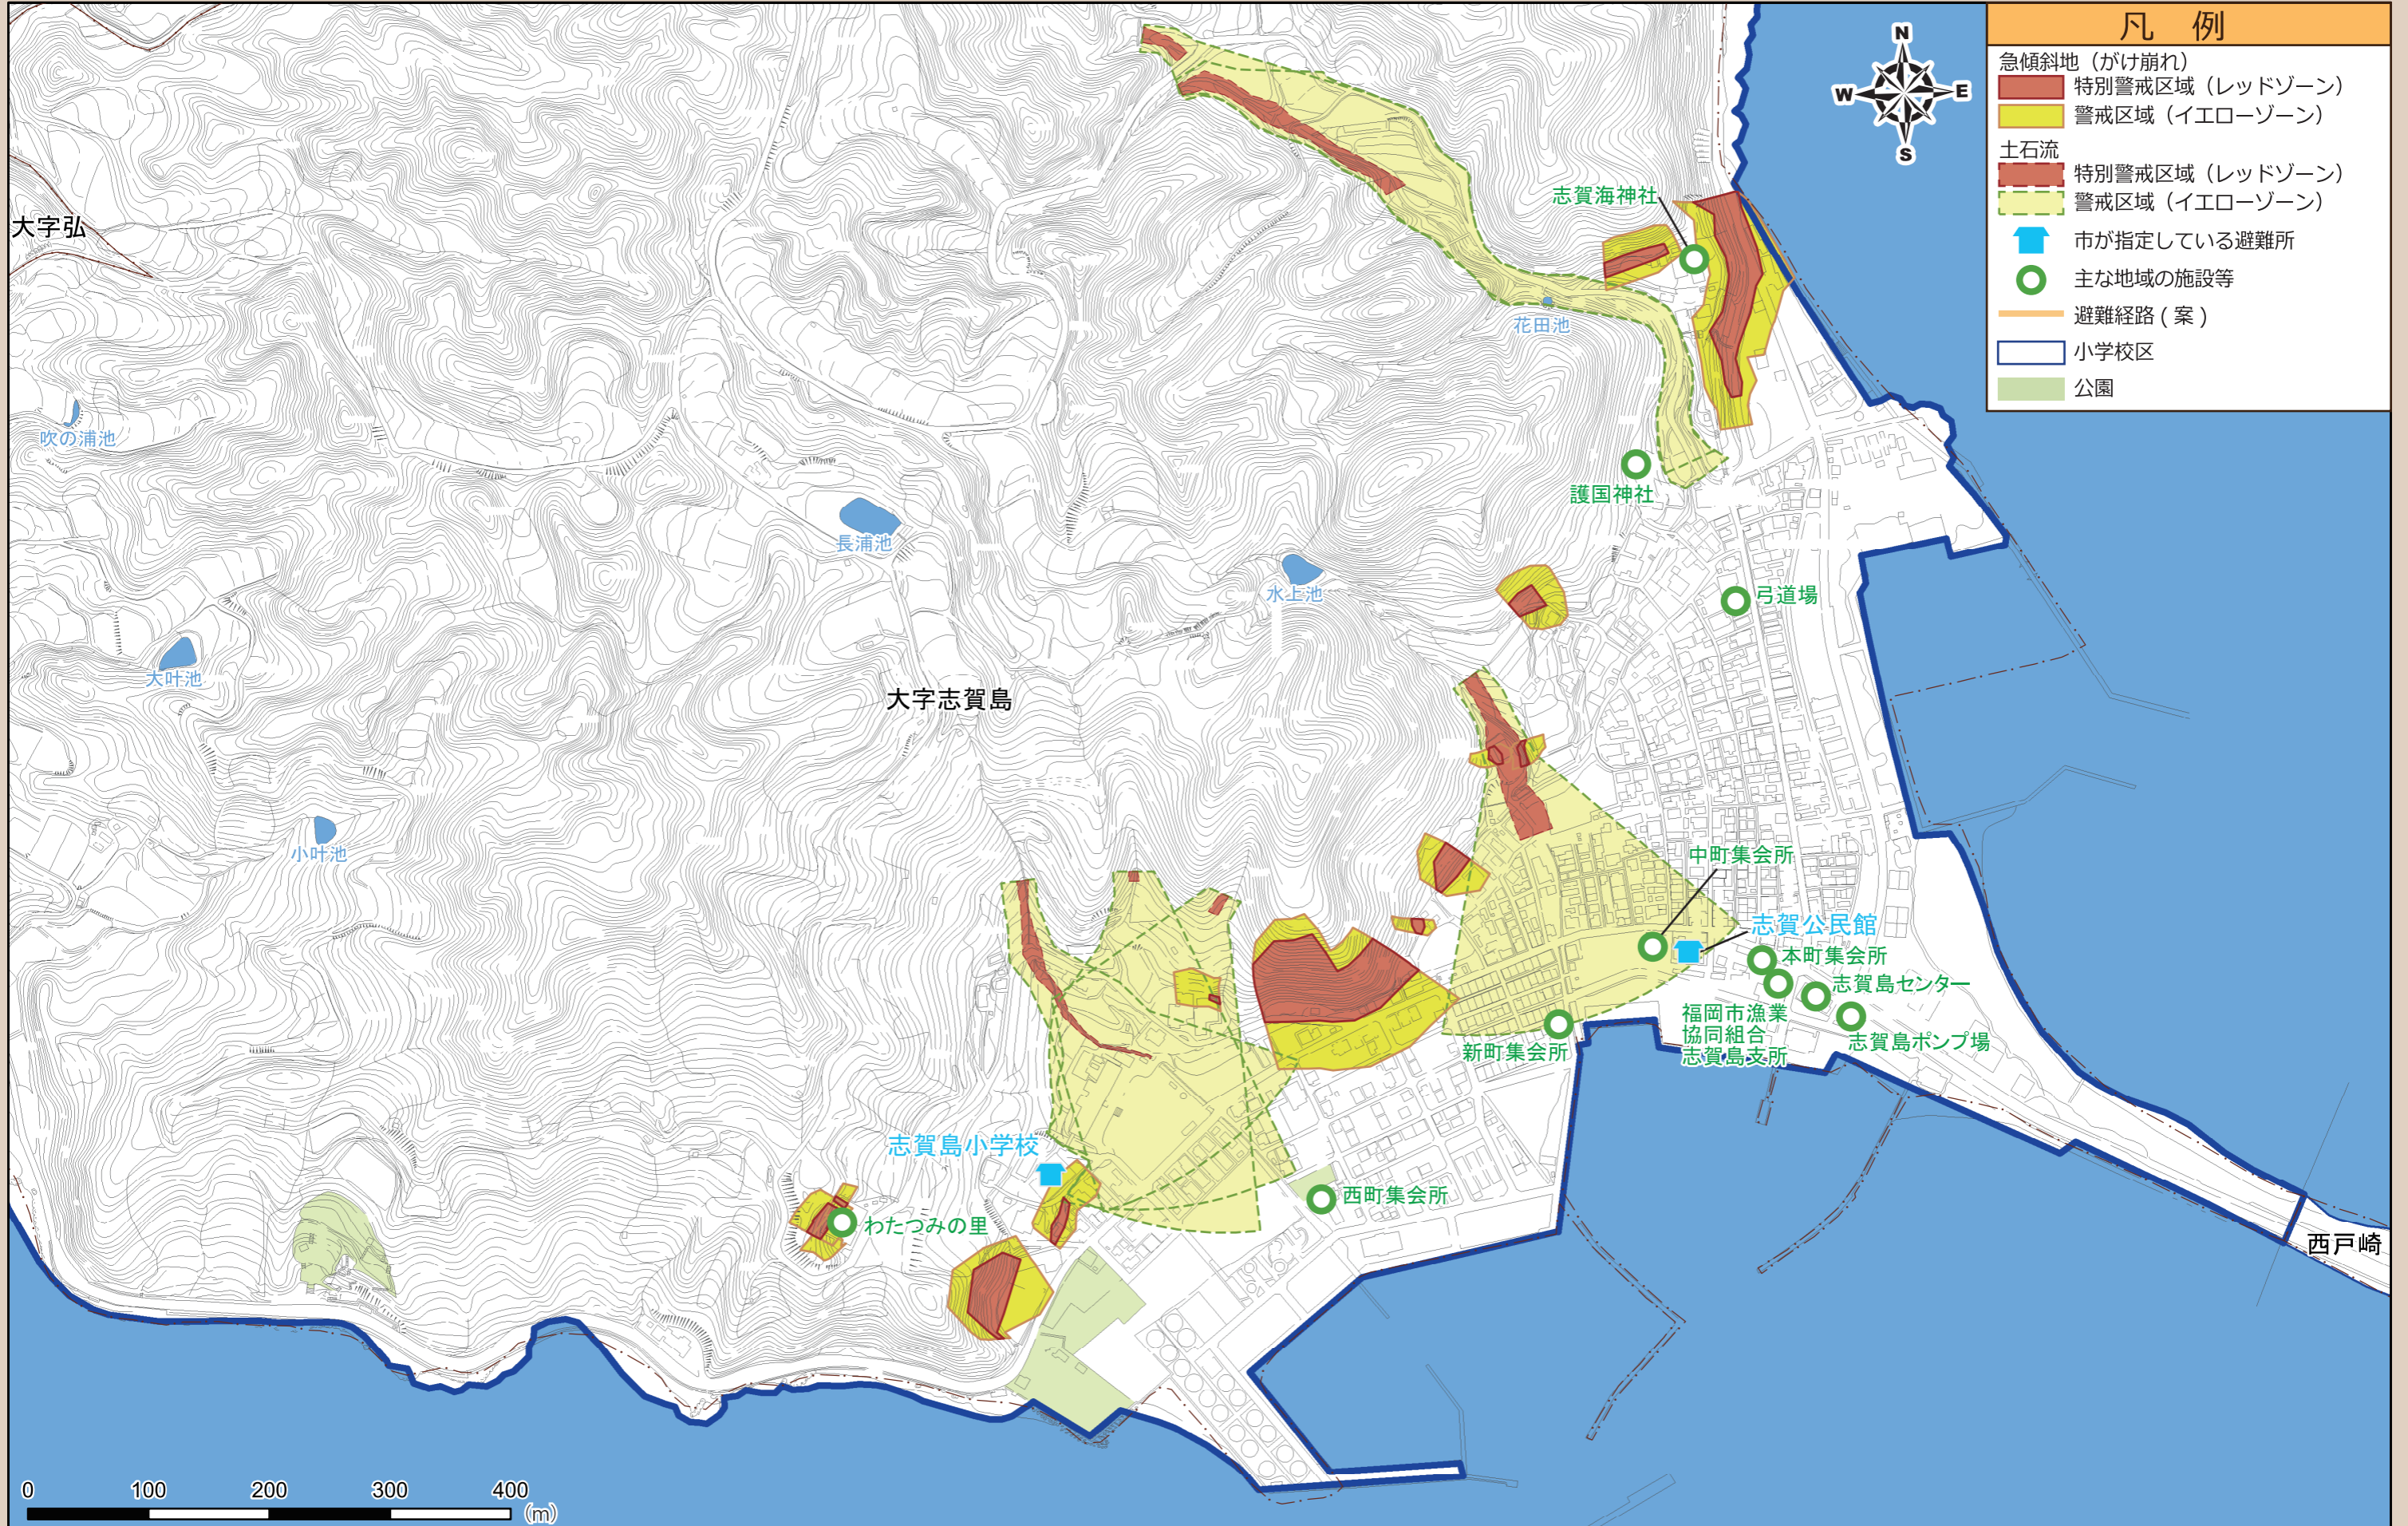 凡 例
急傾斜地（がけ崩れ）
特別警戒区域（レッドゾーン）
警戒区域（イエローゾーン）
土石流
特別警戒区域（レッドゾーン）
警戒区域（イエローゾーン）
市が指定している避難所
主な地域の施設等
避難経路 ( 案 )
小学校区
公園
N
W
E
S
志賀海神社
大字弘
花田池
吹の浦池
護国神社
長浦池
水上池
弓道場
大叶池
大字志賀島
小叶池
中町集会所
志賀公民館
本町集会所
志賀島センター
福岡市漁業
協同組合
志賀島支所
志賀島ポンプ場
新町集会所
志賀島小学校
西町集会所
わたつみの里
西戸崎
0 100 200 300 400
(m)